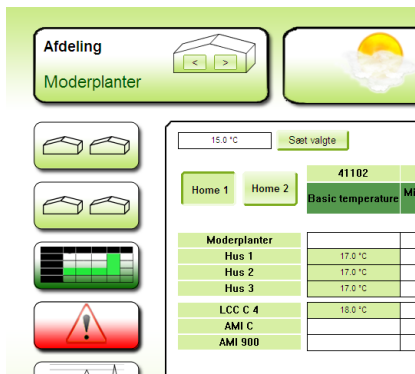 Afdeling
< >
Moderplanter
15.0 °C Sæt valgte
41102
Home 1 Home 2
Basic temperature
Moderplanter
Hus 1 17.0 °C
Hus 2 17.0 °C
Hus 3 17.0 °C
LCC C 4 18.0 °C
AMI C
AMI 900